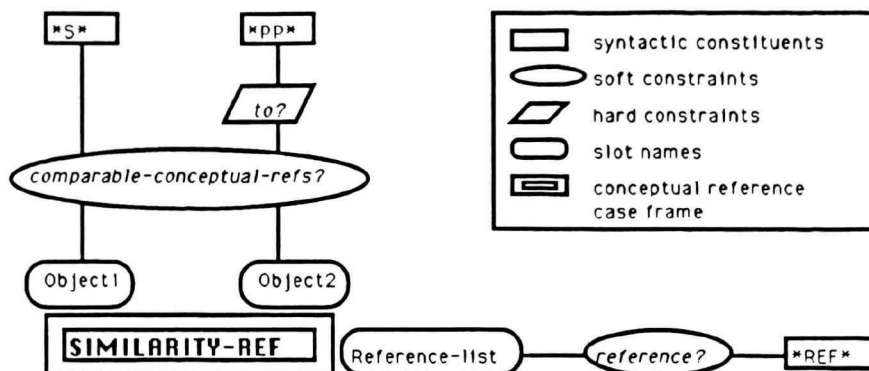 *S*
*PP*
to?
comparable-conceptual-refs?
Object1
Object2
SIMILARITY-REF
Reference-list
reference?
*REF*
syntactic constituents
soft constraints
hard constraints
slot names
conceptual reference
case frame